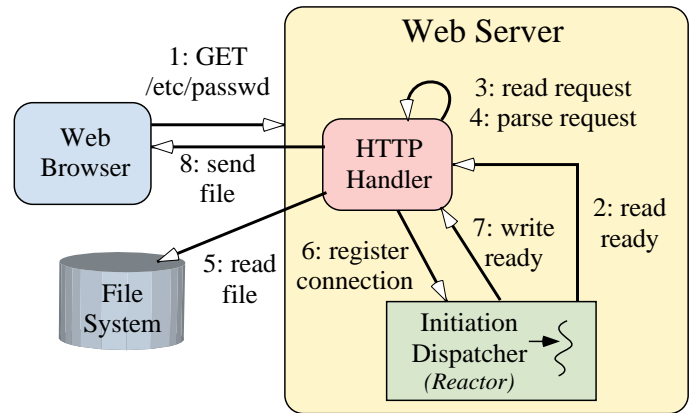 Web Server
1: GET
/etc/passwd
3: read request
4: parse request
Web
Browser
HTTP
Handler
8: send
file
2: read
ready
7: write
ready
6: register
connection
5: read
file
File
System
Initiation
Dispatcher
(Reactor)